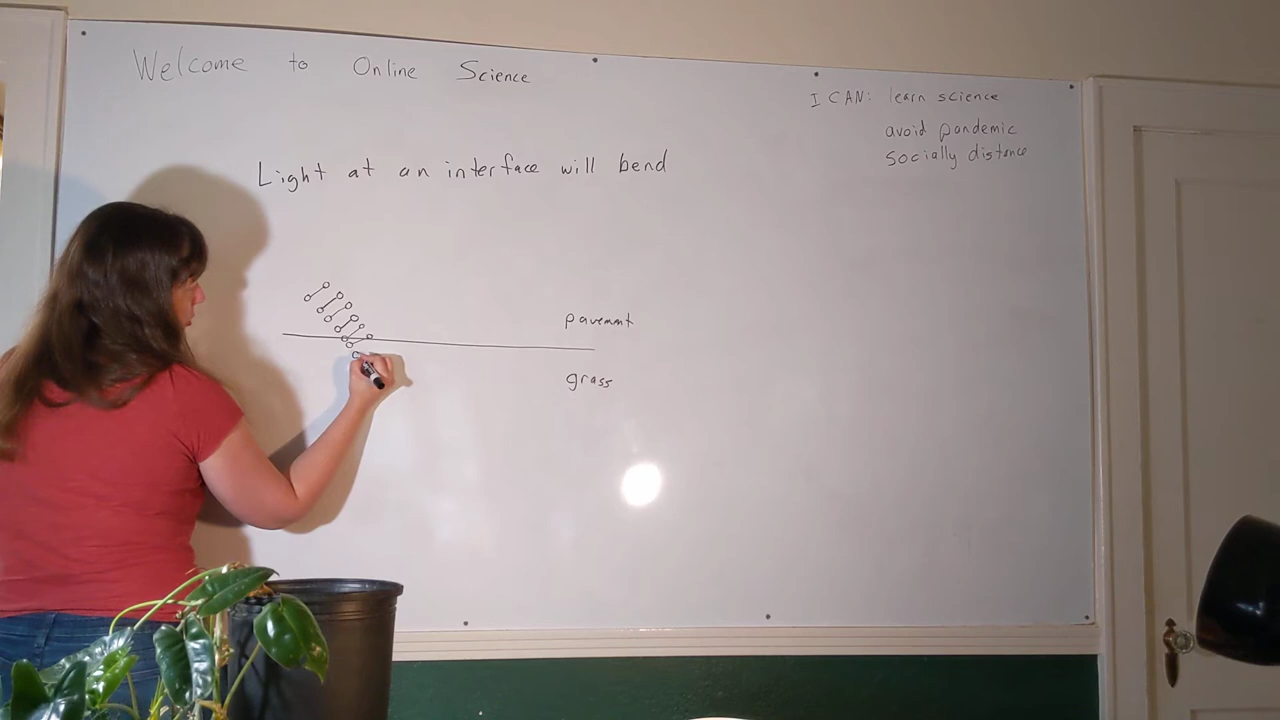 Welcome to Online Science
I CAN: learn science
avoid pandemic
socially distance
Light at an interface will bend
pavement
grass